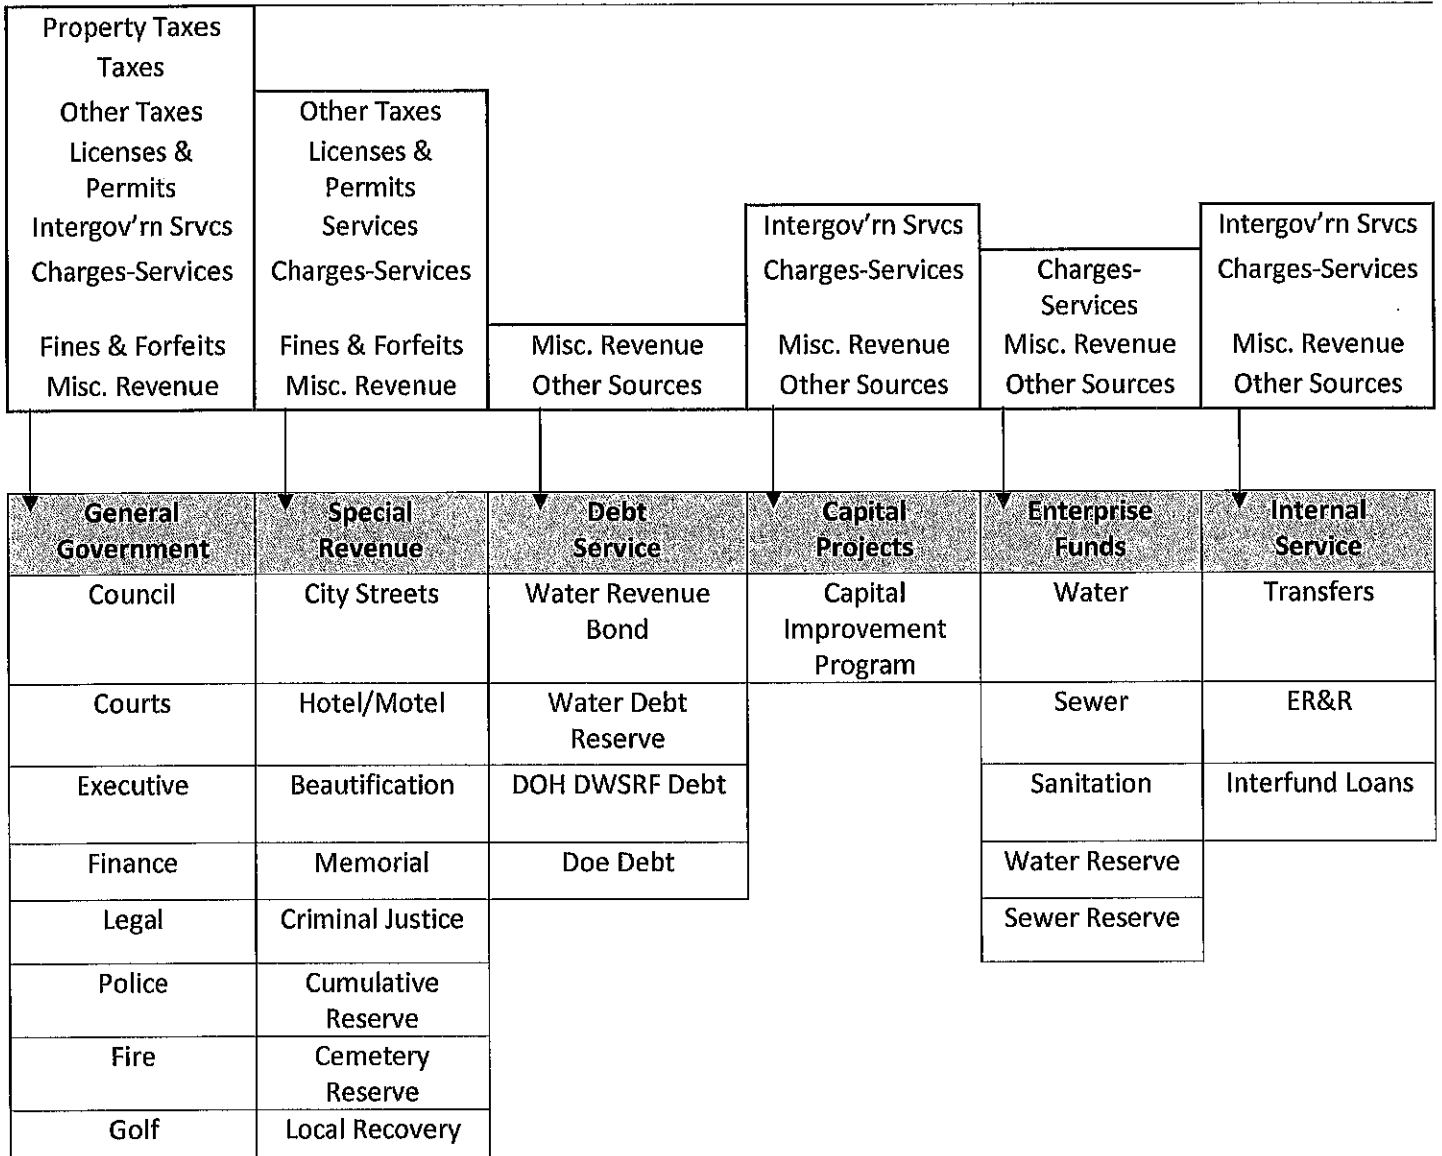 Property Taxes
Taxes
Other Taxes
Licenses &
Permits
Intergov'rn Srvcs
Charges-Services
Fines & Forfeits
Misc. Revenue
Other Taxes
Licenses &
Permits
Services
Charges-Services
Fines & Forfeits
Misc. Revenue
Misc. Revenue
Other Sources
Intergov'rn Srvcs
Charges-Services
Misc. Revenue
Other Sources
Charges-
Services
Misc. Revenue
Other Sources
Intergov'rn Srvcs
Charges-Services
Misc. Revenue
Other Sources
General
Government
Special
Revenue
Debt
Service
Capital
Projects
Enterprise
Funds
Internal
Service
Council
City Streets
Water Revenue
Bond
Capital
Improvement
Program
Water
Transfers
Courts
Hotel/Motel
Water Debt
Reserve
Sewer
ER&R
Executive
Beautification
DOH DWSRF Debt
Sanitation
Interfund Loans
Finance
Memorial
Doe Debt
Water Reserve
Legal
Criminal Justice
Sewer Reserve
Police
Cumulative
Reserve
Fire
Cemetery
Reserve
Golf
Local Recovery